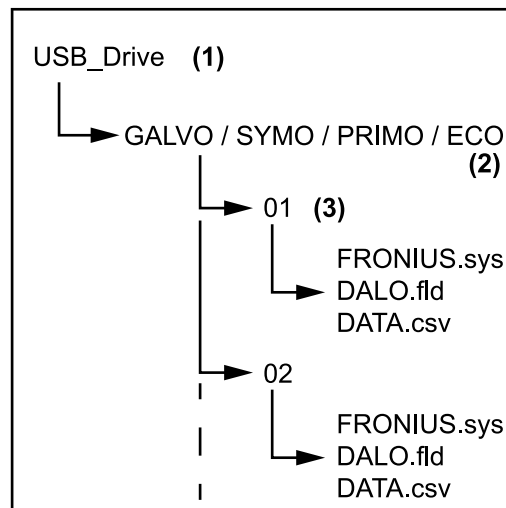 USB_Drive (1)
GALVO / SYMO / PRIMO / ECO
(2)
01 (3)
FRONIUS.sys
DALO.fld
DATA.csv
02
FRONIUS.sys
DALO.fld
DATA.csv